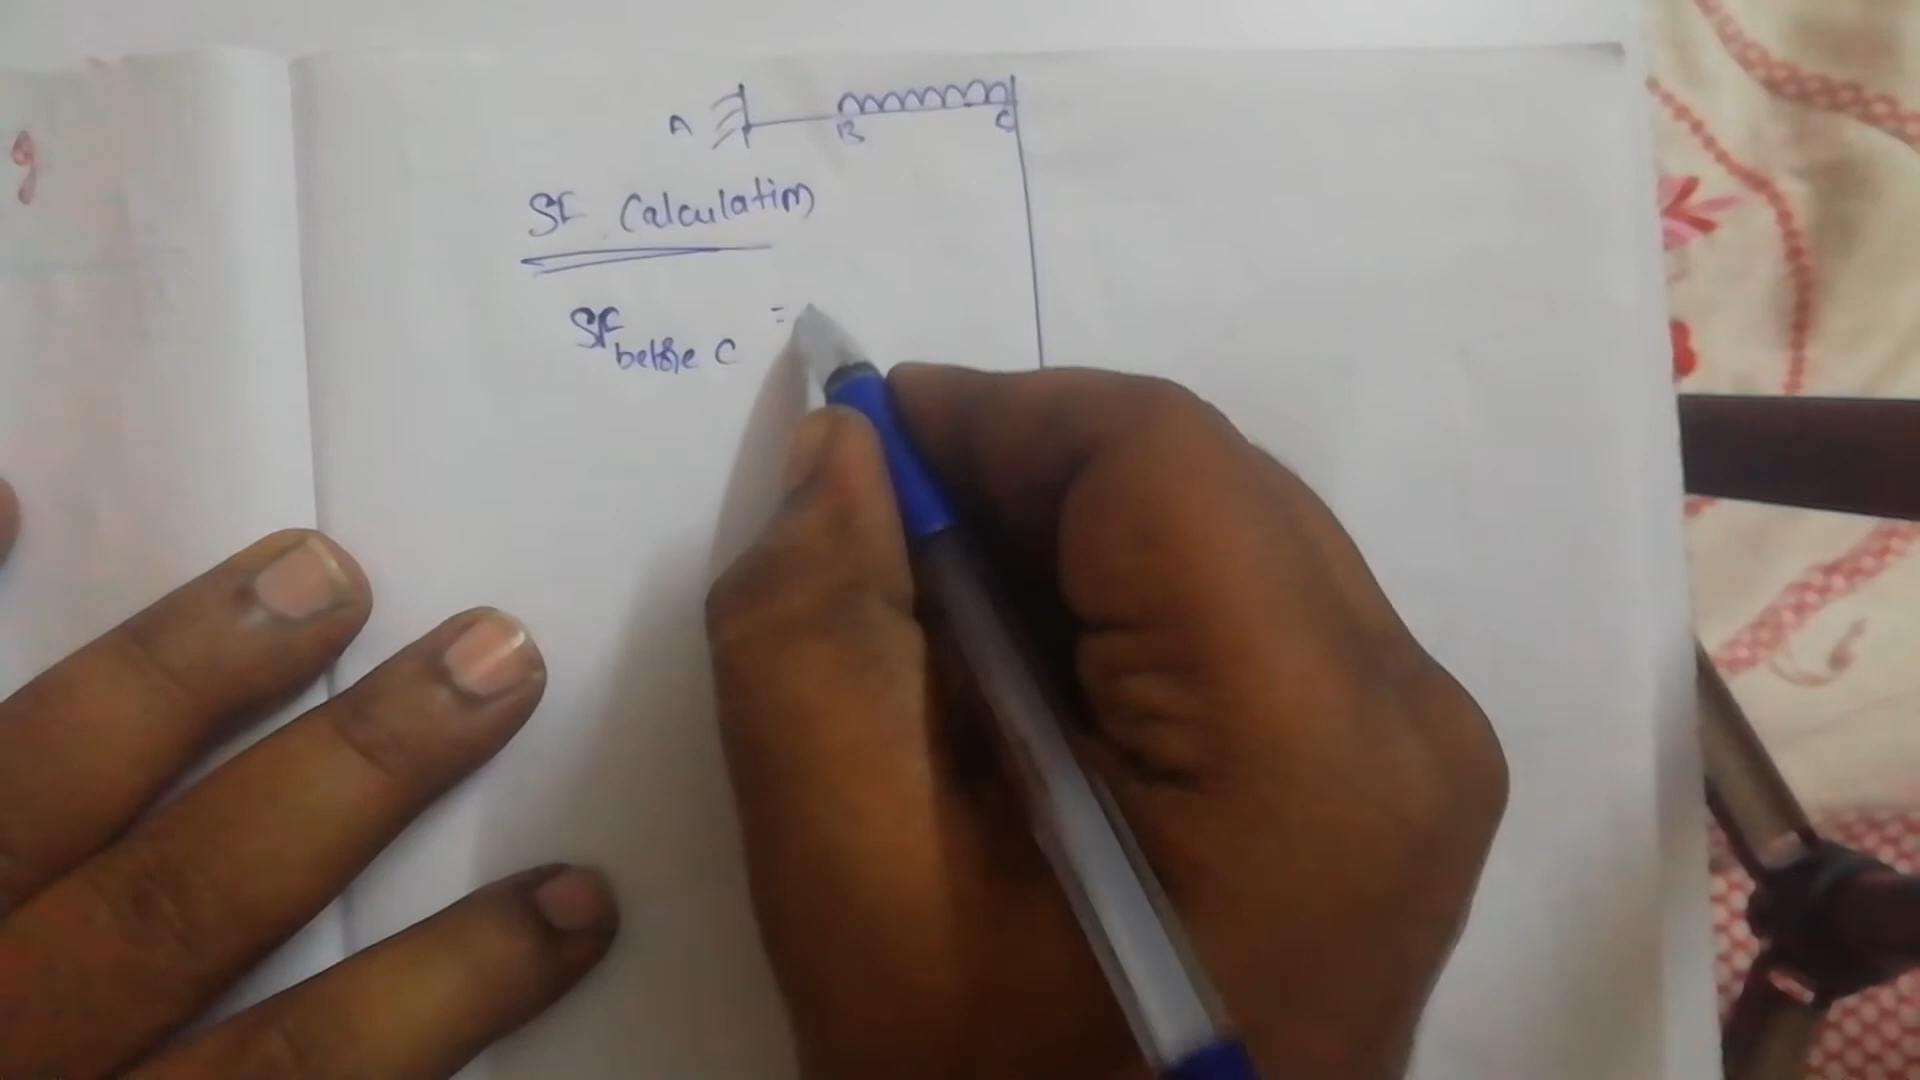 g
A B C
SF Calculation
SF before C =